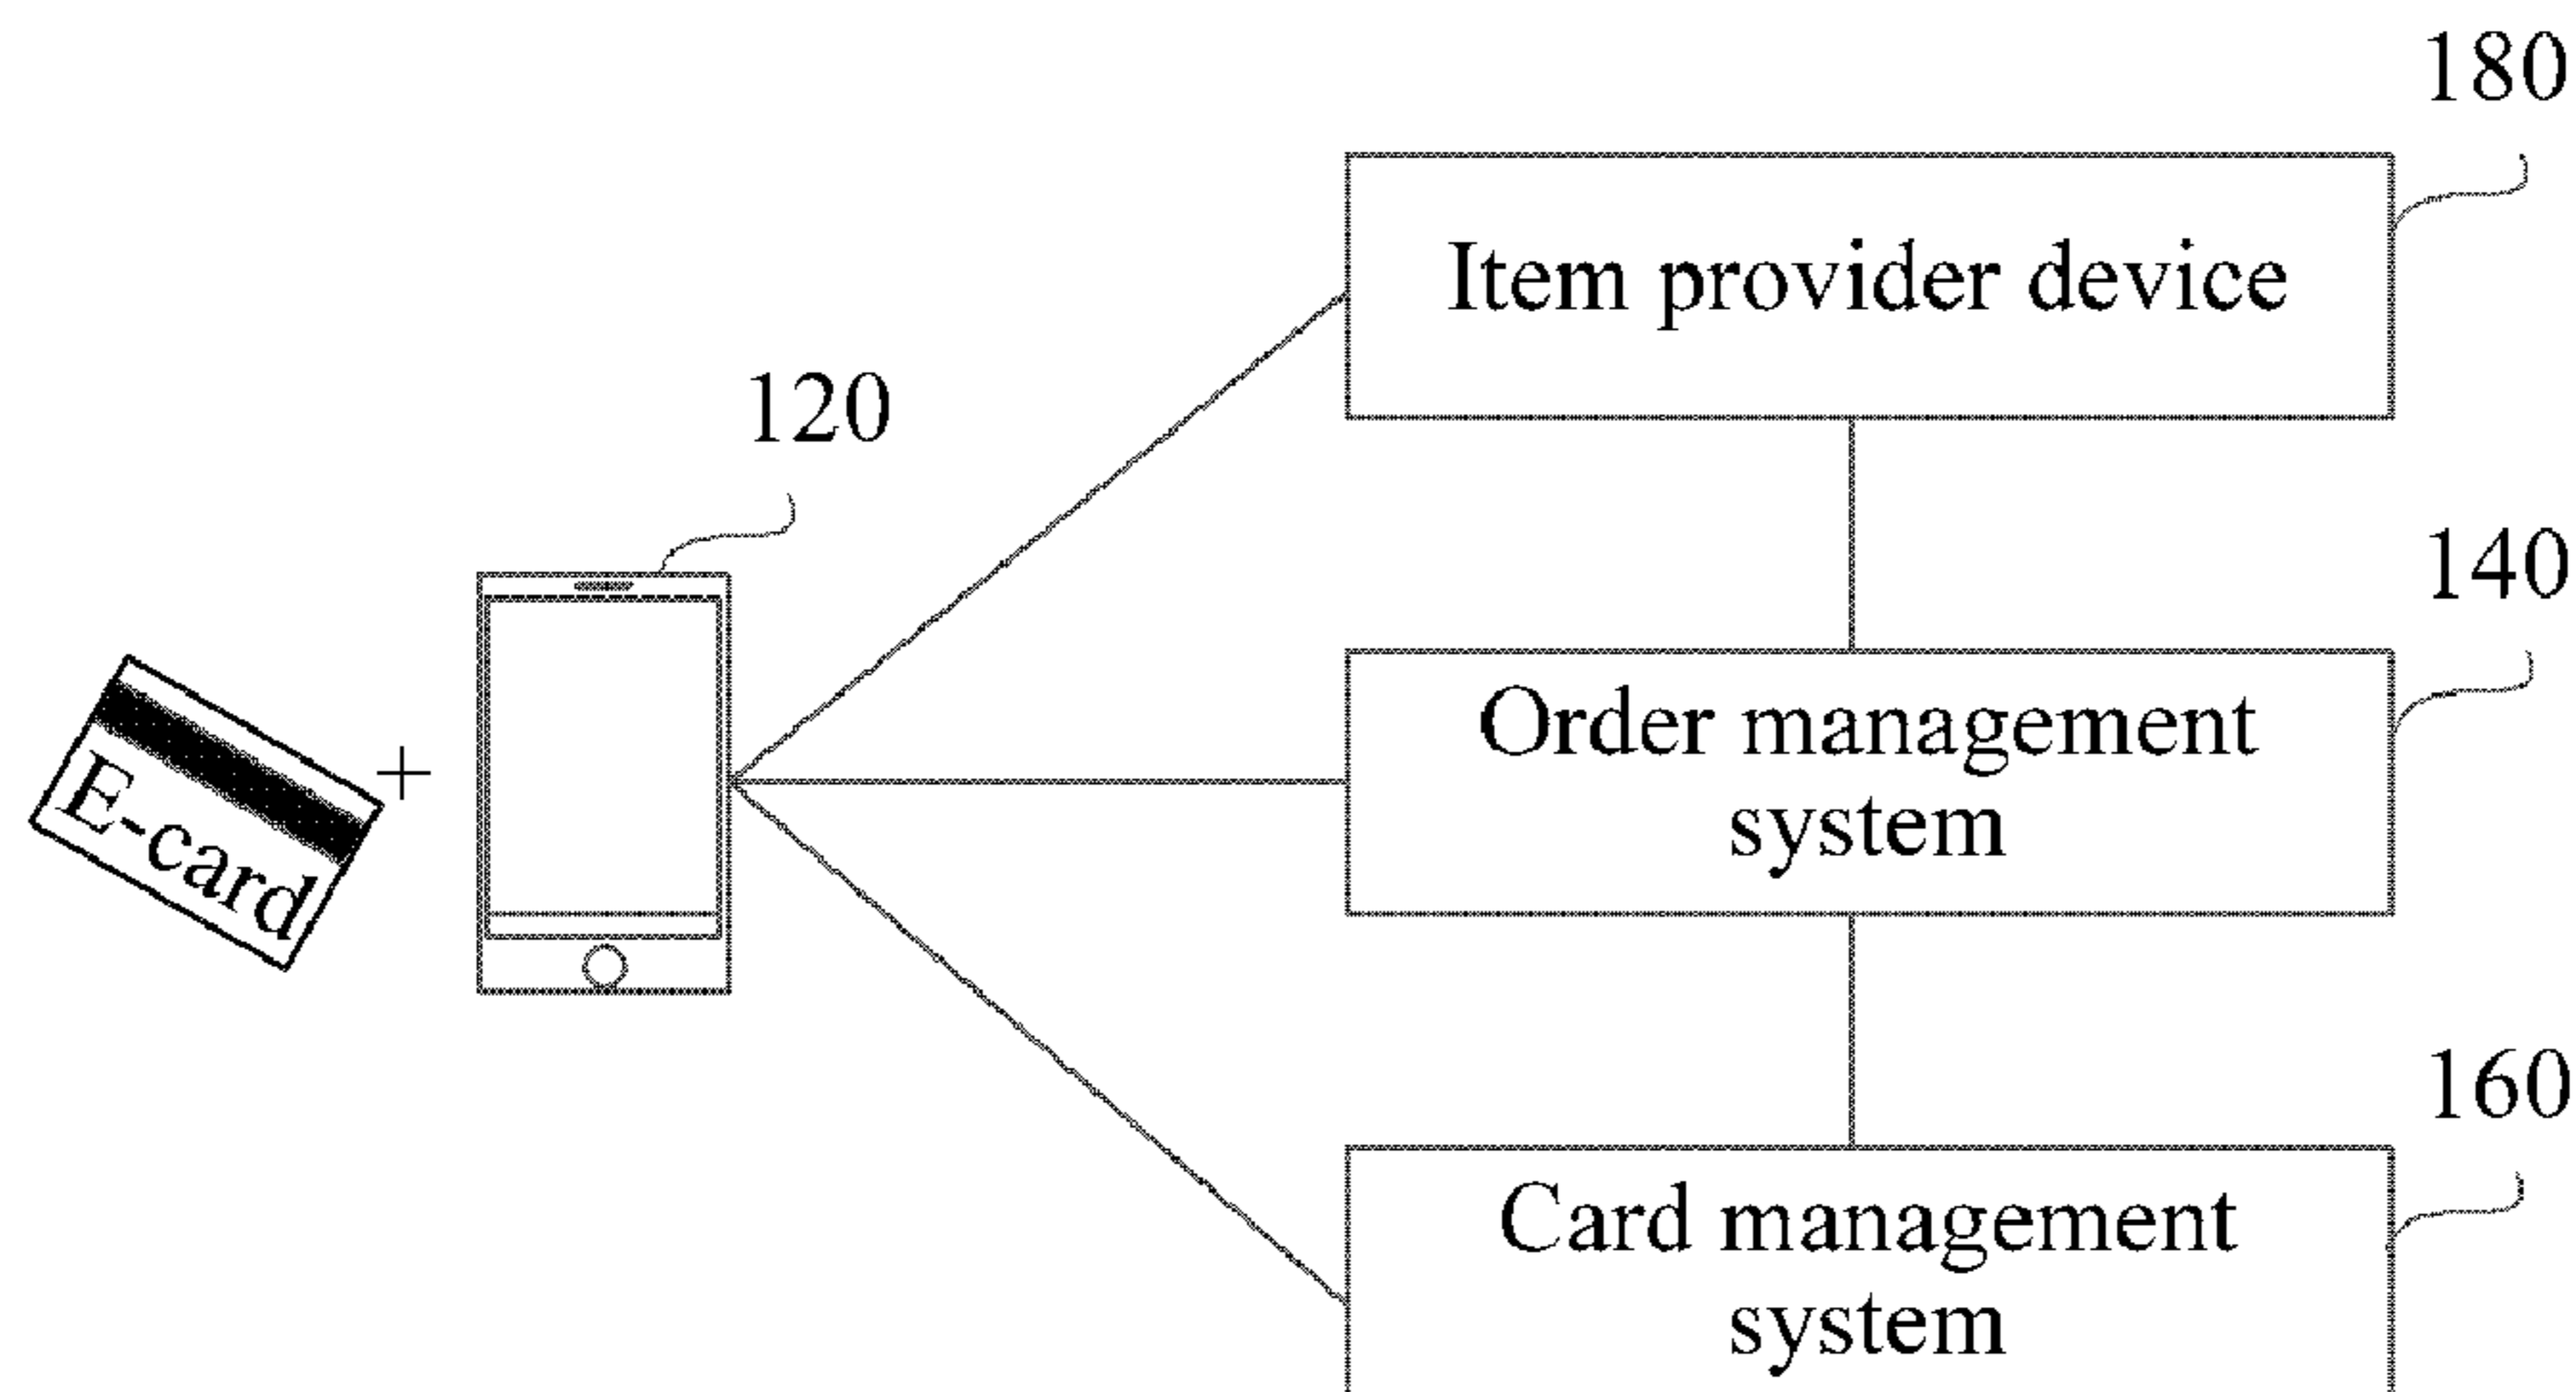 180
Item provider device
120
140
Order management
system
E-card
+
160
Card management
system